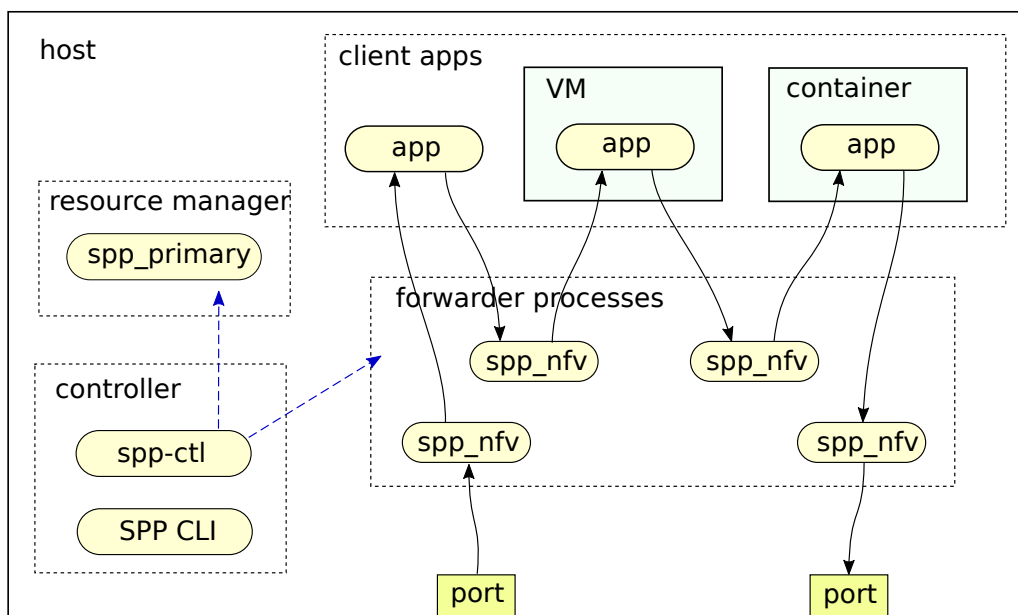 host
client apps
VM
container
app
app
app
resource manager
spp_primary
forwarder processes
spp_nfv
spp_nfv
controller
spp-ctl
spp_nfv
spp_nfv
SPP CLI
port
port